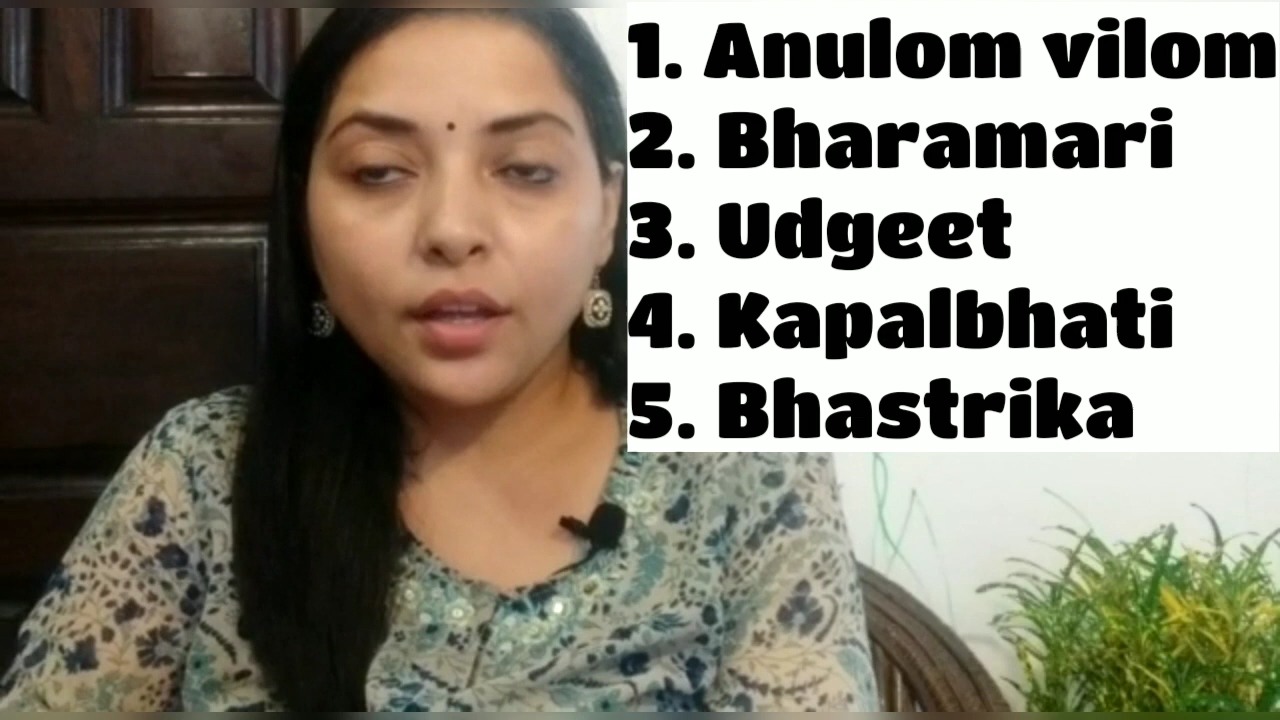 1. Anulom vilom
2. Bharamari
3. Udgeet
4. Kapalbhati
5. Bhastrika